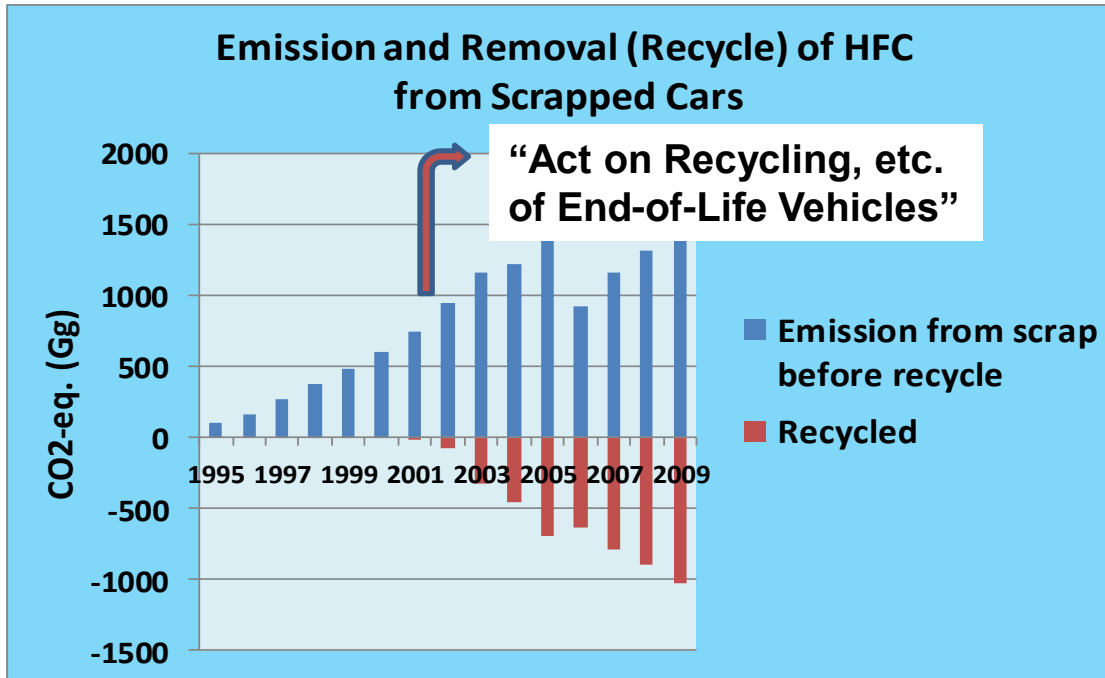 Emission and Removal (Recycle) of HFC
from Scrapped Cars
“Act on Recycling, etc.
of End-of-Life Vehicles”
CO2-eq. (Gg)
2000
1500
1000
500
0
-500
-1000
-1500
1995 1997 1999 2001 2003 2005 2007 2009
Emission from scrap
before recycle
Recycled